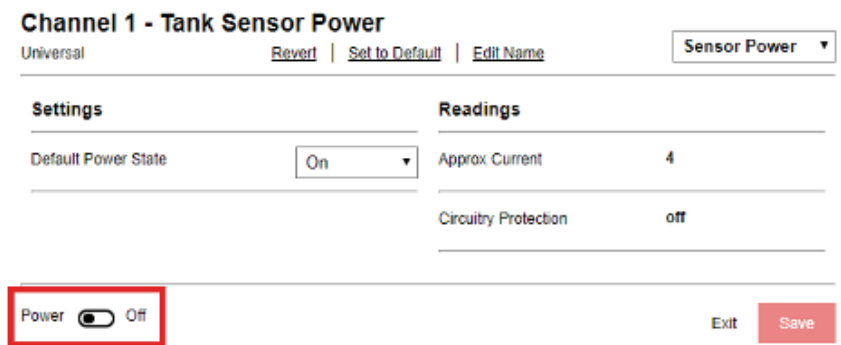 Channel 1 - Tank Sensor Power
Universal Revert | Set to Default | Edit Name Sensor Power
Settings Readings
Default Power State On Approx Current 4
Circuitry Protection off
Power Off Exit Save